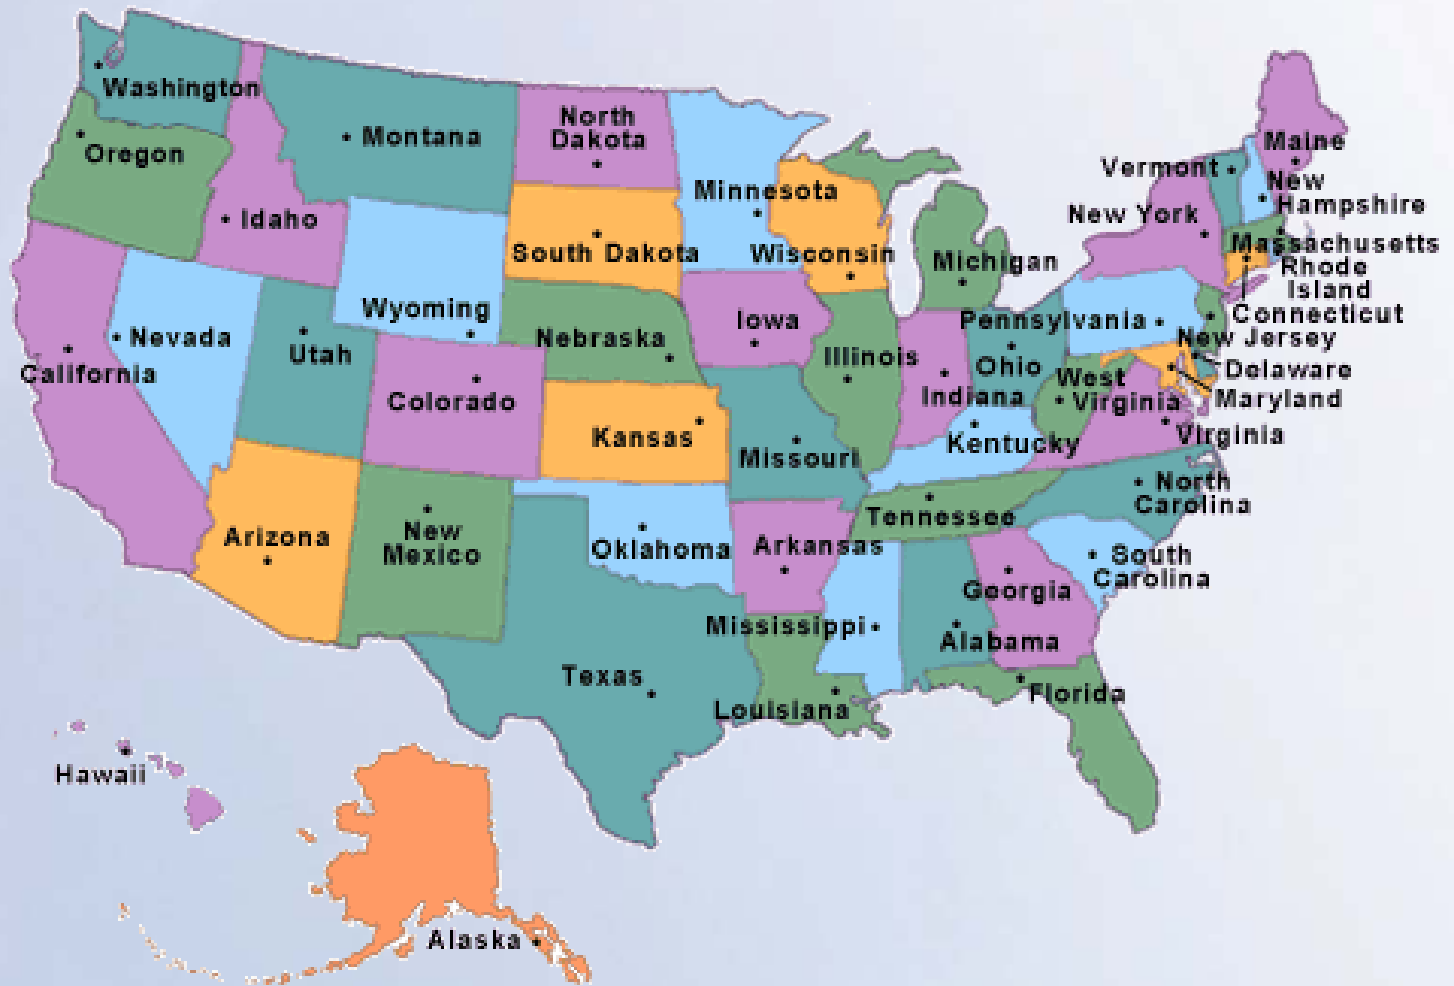 Washington
Montana
North
Dakota
Minnesota
Maine
Vermont
New
Hampshire
Oregon
Idaho
South Dakota
Wisconsin
Michigan
New York
Massachusetts
Rhode
Island
Connecticut
Wyoming
Nebraska
Iowa
Pennsylvania
New Jersey
Nevada
Utah
Illinois
Indiana
Ohio
West
Virginia
Delaware
Maryland
California
Colorado
Kansas
Missouri
Kentucky
Virginia
Arizona
New
Mexico
Oklahoma
Arkansas
Tennessee
North
Carolina
South
Carolina
Georgia
Mississippi
Alabama
Texas
Louisiana
Florida
Hawaii
Alaska